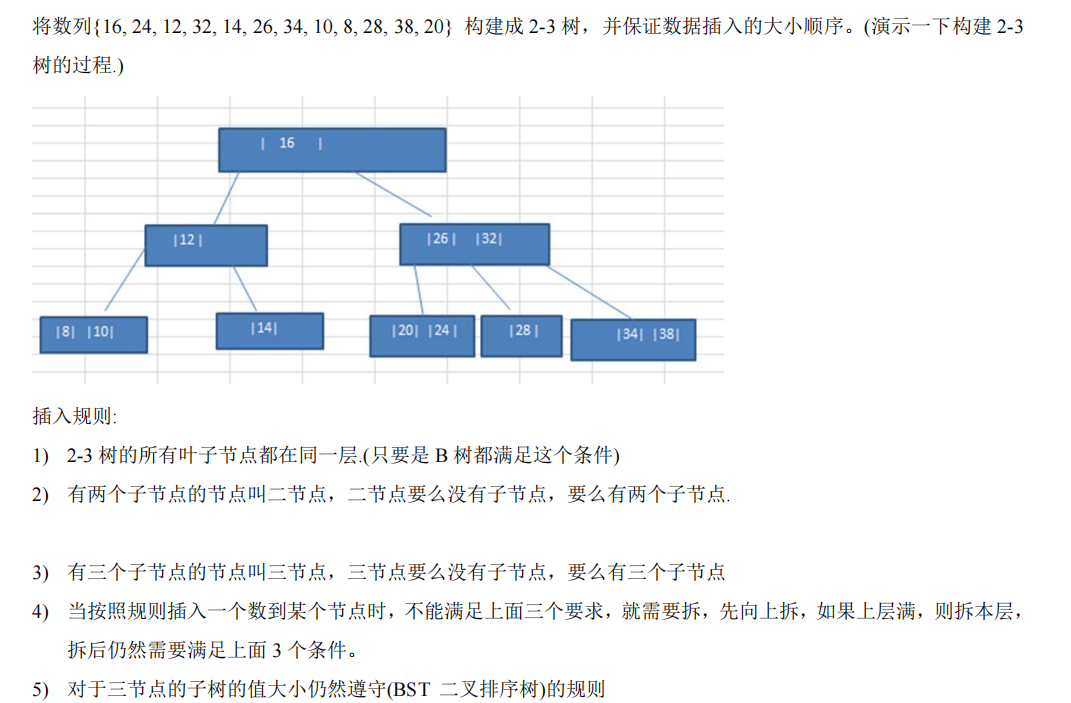 将数列{16, 24, 12, 32, 14, 26, 34, 10, 8, 28, 38, 20} 构建成 2-3 树，并保证数据插入的大小顺序。(演示一下构建 2-3
树的过程.)
| 16 |
|12|
|26| |32|
|8| |10|
|14|
|20| |24|
|28|
|34| |38|
插入规则:
1) 2-3 树的所有叶子节点都在同一层.(只要是 B 树都满足这个条件)
2) 有两个子节点的节点叫二节点，二节点要么没有子节点，要么有两个子节点.
3) 有三个子节点的节点叫三节点，三节点要么没有子节点，要么有三个子节点
4) 当按照规则插入一个数到某个节点时，不能满足上面三个要求，就需要拆，先向上拆，如果上层满，则拆本层，
拆后仍然需要满足上面 3 个条件。
5) 对于三节点的子树的值大小仍然遵守(BST 二叉排序树)的规则